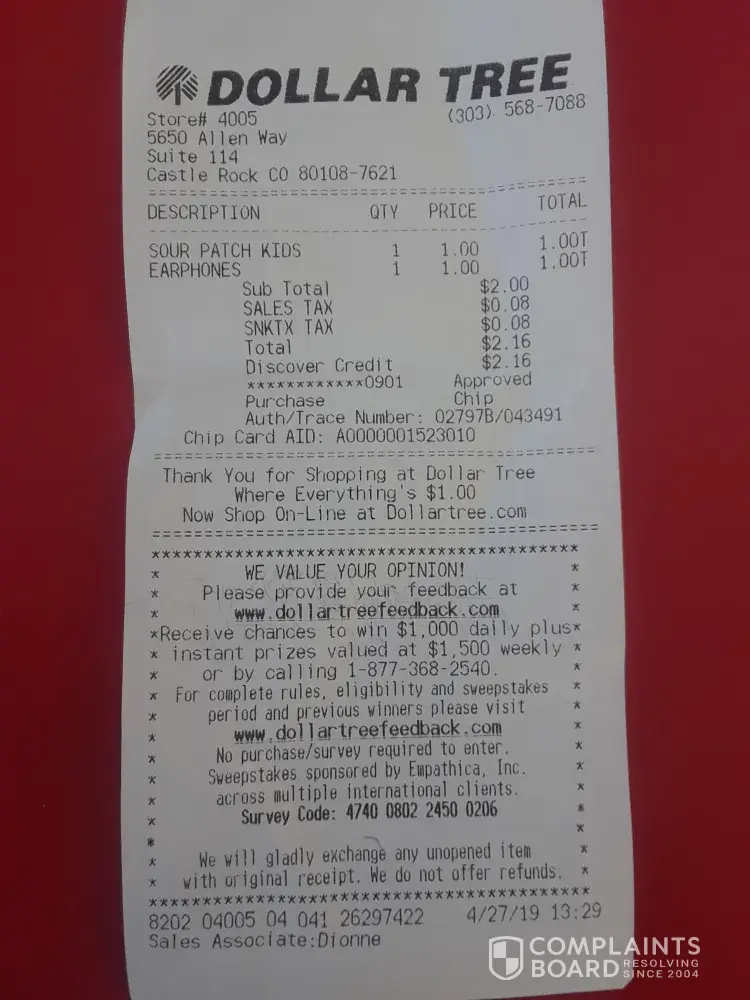 DOLLAR TREE
Store# 4005 (303) 568-7088
5650 Allen Way
Suite 114
Castle Rock CO 80108-7621
================================================
DESCRIPTION QTY PRICE TOTAL
------------------------------------------------
SOUR PATCH KIDS 1 1.00 1.00T
EARPHONES 1 1.00 1.00T
Sub Total $2.00
SALES TAX $0.08
SNKTX TAX $0.08
Total $2.16
Discover Credit $2.16
************0901 Approved
Purchase Chip
Auth/Trace Number: 02797B/043491
Chip Card AID: A0000001523010
================================================
Thank You for Shopping at Dollar Tree
Where Everything's $1.00
Now Shop On-Line at Dollartree.com
================================================
******************************************
* WE VALUE YOUR OPINION! *
* Please provide your feedback at *
* www.dollartreefeedback.com *
*Receive chances to win $1,000 daily plus*
* instant prizes valued at $1,500 weekly *
* or by calling 1-877-368-2540. *
* For complete rules, eligibility and sweepstakes *
* period and previous winners please visit *
* www.dollartreefeedback.com *
* No purchase/survey required to enter. *
* Sweepstakes sponsored by Empathica, Inc. *
* across multiple international clients. *
* Survey Code: 4740 0802 2450 0206 *
* *
* We will gladly exchange any unopened item *
* with original receipt. We do not offer refunds. *
******************************************
8202 04005 04 041 26297422 4/27/19 13:29
Sales Associate:Dionne
COMPLAINTS
BOARD RESOLVING SINCE 2004